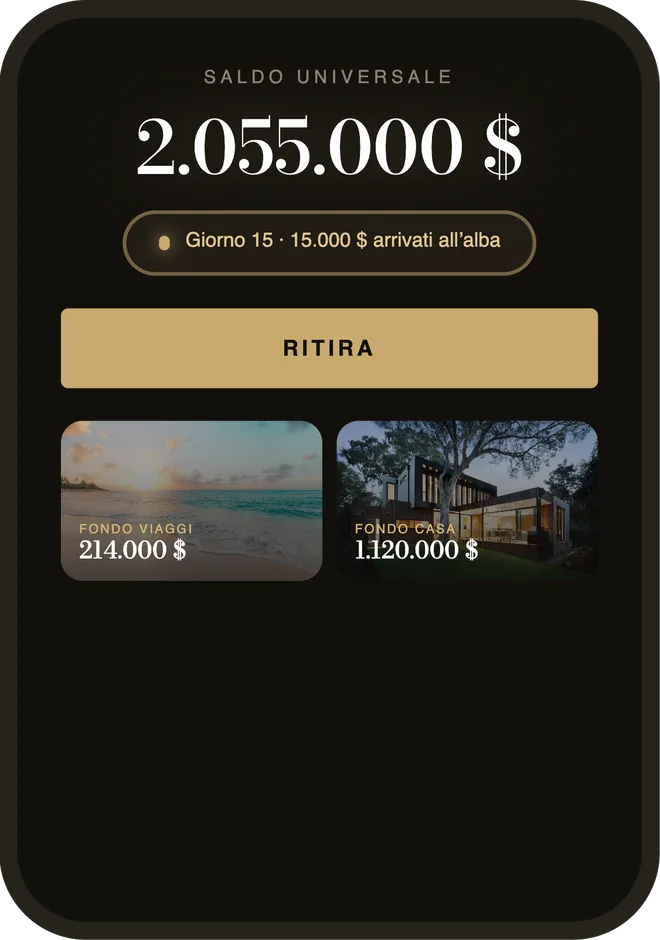 SALDO UNIVERSALE
2.055.000 $
Giorno 15 · 15.000 $ arrivati all’alba
RITIRA
FONDO VIAGGI
214.000 $
FONDO CASA
1.120.000 $